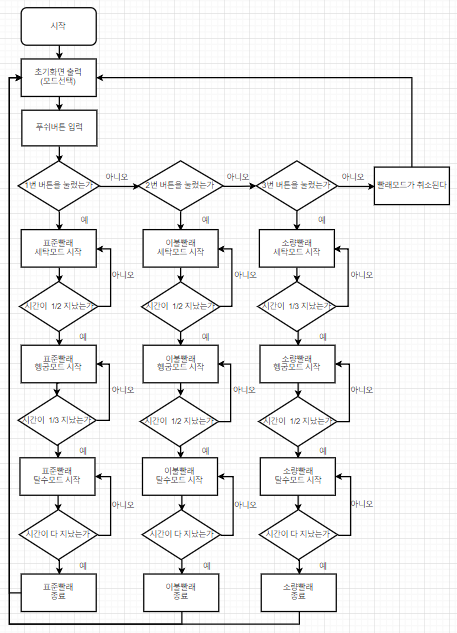 시작
초기화면 출력
(모드선택)
푸쉬버튼 입력
1번 버튼을 눌렀는가
아니오
2번 버튼을 눌렀는가
아니오
3번 버튼을 눌렀는가
아니오
빨래모드가 취소된다
예
예
예
표준빨래
세탁모드 시작
아니오
이불빨래
세탁모드 시작
아니오
소량빨래
세탁모드 시작
아니오
시간이 1/2 지났는가
시간이 1/2 지났는가
시간이 1/3 지났는가
예
예
예
표준빨래
헹굼모드 시작
아니오
이불빨래
헹굼모드 시작
아니오
소량빨래
헹굼모드 시작
아니오
시간이 1/3 지났는가
시간이 1/2 지났는가
시간이 1/2 지났는가
예
예
예
표준빨래
탈수모드 시작
아니오
이불빨래
탈수모드 시작
아니오
소량빨래
탈수모드 시작
아니오
시간이 다 지났는가
시간이 다 지났는가
시간이 다 지났는가
예
예
예
표준빨래
종료
이불빨래
종료
소량빨래
종료